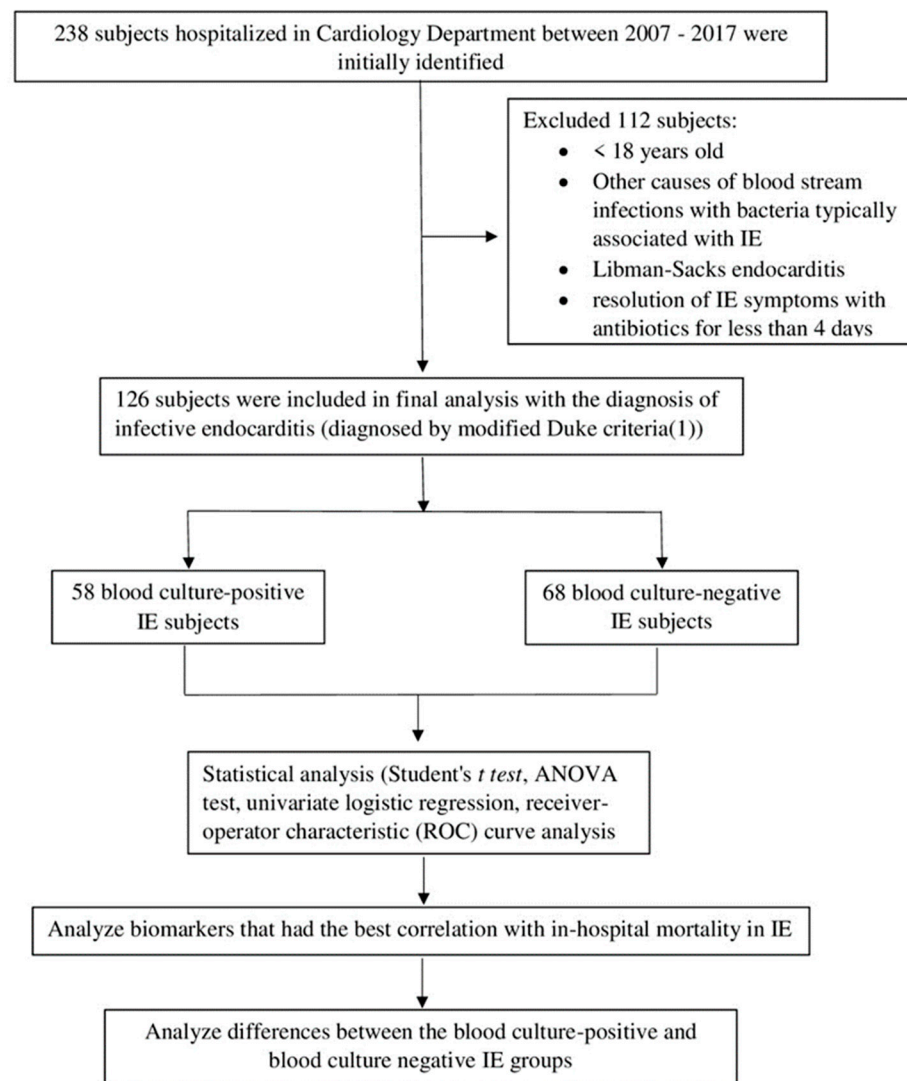 238 subjects hospitalized in Cardiology Department between 2007 - 2017 were
initially identified
Excluded 112 subjects:
• < 18 years old
• Other causes of blood stream
infections with bacteria typically
associated with IE
• Libman-Sacks endocarditis
• resolution of IE symptoms with
antibiotics for less than 4 days
126 subjects were included in final analysis with the diagnosis of
infective endocarditis (diagnosed by modified Duke criteria(1))
58 blood culture-positive
IE subjects
68 blood culture-negative
IE subjects
Statistical analysis (Student's t test, ANOVA
test, univariate logistic regression, receiver-
operator characteristic (ROC) curve analysis
Analyze biomarkers that had the best correlation with in-hospital mortality in IE
Analyze differences between the blood culture-positive and
blood culture negative IE groups